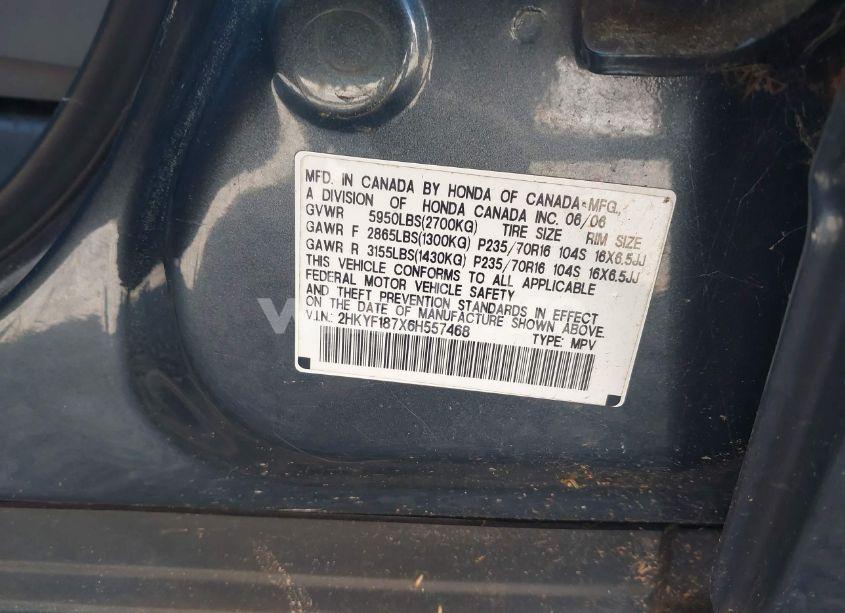 MFD. IN CANADA BY HONDA OF CANADA MFG.,
A DIVISION OF HONDA CANADA INC. 06/06
GVWR 5950LBS(2700KG) TIRE SIZE RIM SIZE
GAWR F 2865LBS(1300KG) P235/70R16 104S 16X6.5JJ
GAWR R 3155LBS(1430KG) P235/70R16 104S 16X6.5JJ
THIS VEHICLE CONFORMS TO ALL APPLICABLE
FEDERAL MOTOR VEHICLE SAFETY
AND THEFT PREVENTION STANDARDS IN EFFECT
ON THE DATE OF MANUFACTURE SHOWN ABOVE.
V.I.N.: 2HKYF187X6H557468 TYPE: MPV